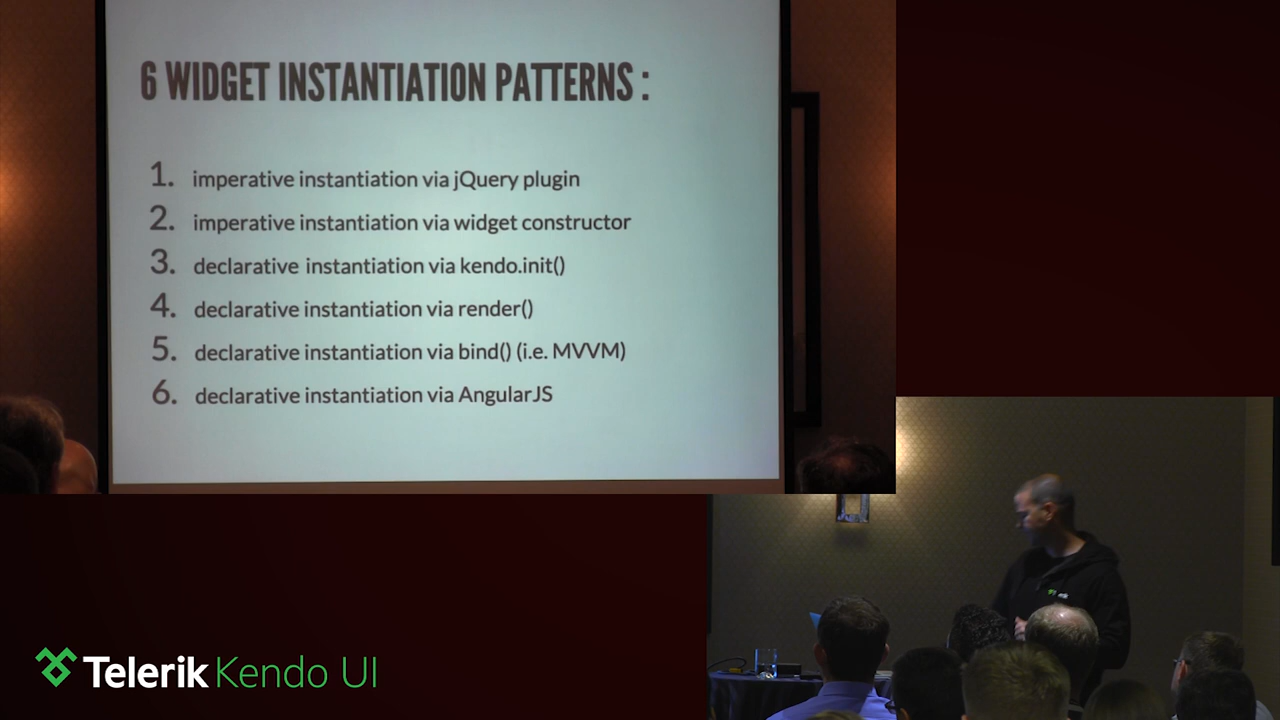 6 WIDGET INSTANTIATION PATTERNS :
1. imperative instantiation via jQuery plugin
2. imperative instantiation via widget constructor
3. declarative instantiation via kendo.init()
4. declarative instantiation via render()
5. declarative instantiation via bind() (i.e. MVVM)
6. declarative instantiation via AngularJS
Telerik Kendo UI